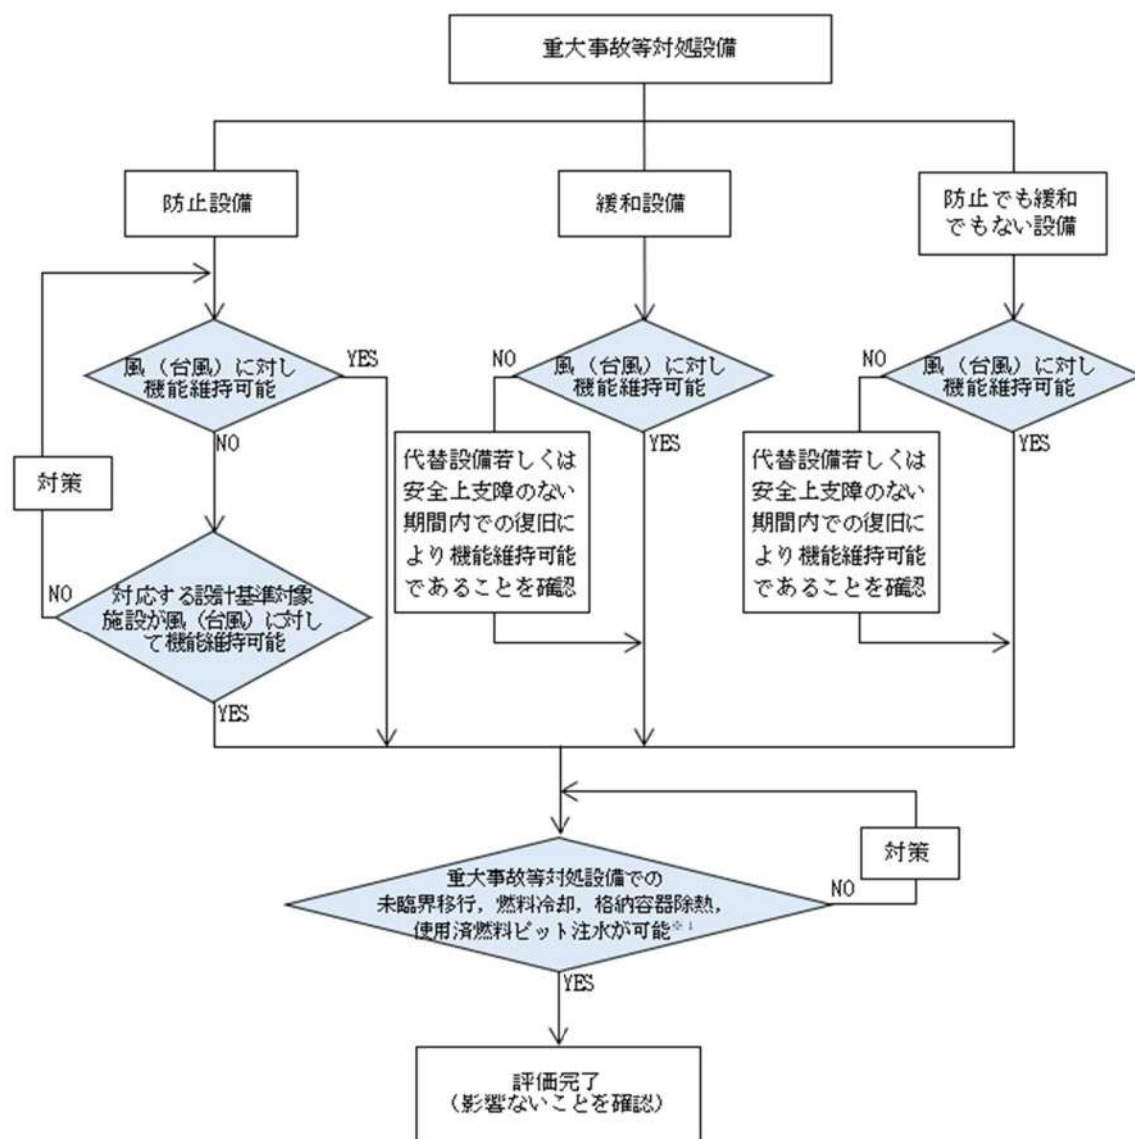 重大事故等対処設備
防止設備
緩和設備
防止でも緩和
でもない設備
風（台風）に対し
機能維持可能
YES
NO
NO
風（台風）に対し
機能維持可能
YES
NO
風（台風）に対し
機能維持可能
YES
対策
代替設備若しくは
安全上支障のない
期間内での復旧に
より機能維持可能
であることを確認
代替設備若しくは
安全上支障のない
期間内での復旧に
より機能維持可能
であることを確認
NO
対応する設計基準対象
施設が風（台風）に対し
て機能維持可能
YES
対策
重大事故等対処設備での
未臨界移行，燃料冷却，格納容器除熱，
使用済燃料ピット注水が可能※1
NO
YES
評価完了
（影響ないことを確認）